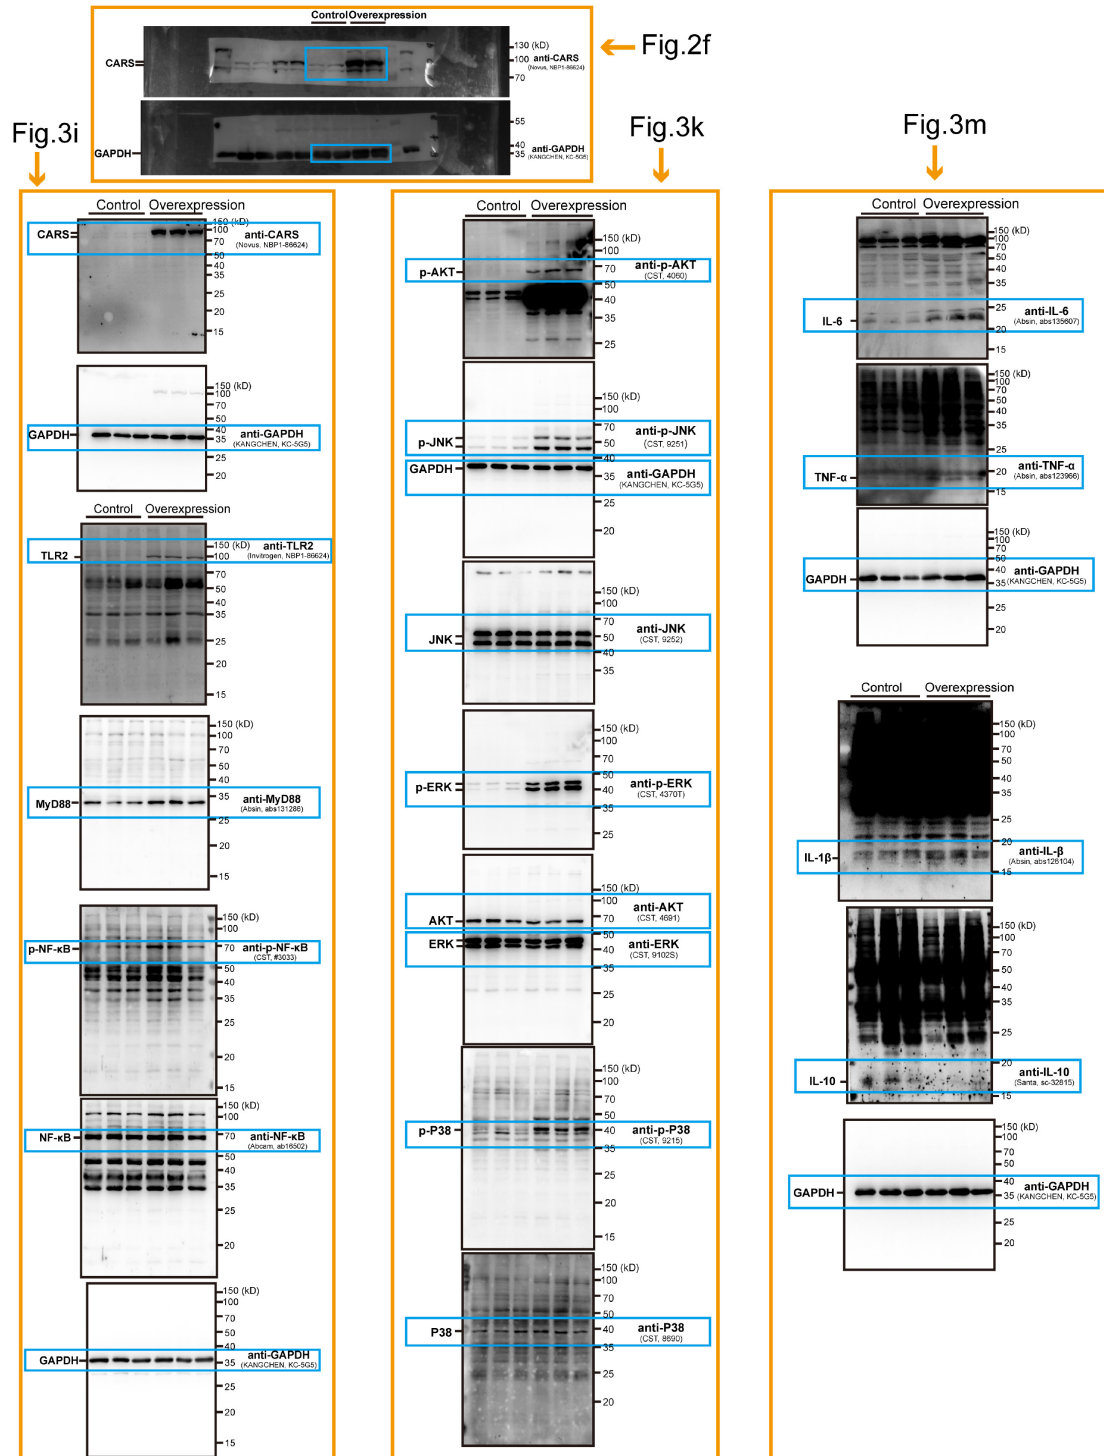 Control Overexpression
CARS
130 (kD)
100
70
anti-CARS
(Novus, NBP1-86624)
Fig.2f
GAPDH
55
40
35
anti-GAPDH
(KANGCHEN, KC-5G5)
Fig.3i
Control Overexpression
CARS
150 (kD)
100
70
50
40
35
25
20
15
anti-CARS
(Novus, NBP1-86624)
GAPDH
150 (kD)
100
70
50
40
35
25
20
anti-GAPDH
(KANGCHEN, KC-5G5)
Control Overexpression
TLR2
150 (kD)
100
70
50
40
35
25
20
15
anti-TLR2
(Invitrogen, NBP1-86624)
MyD88
150 (kD)
100
70
50
40
35
25
20
15
anti-MyD88
(Absin, abs131286)
p-NF-κB
150 (kD)
100
70
50
40
35
25
20
15
anti-p-NF-κB
(CST, #3033)
NF-κB
150 (kD)
100
70
50
40
35
25
20
anti-NF-κB
(Abcam, ab16502)
GAPDH
150 (kD)
100
70
50
40
35
25
20
15
anti-GAPDH
(KANGCHEN, KC-5G5)
Fig.3k
Control Overexpression
p-AKT
150 (kD)
100
70
50
40
35
25
anti-p-AKT
(CST, 4060)
p-JNK
GAPDH
150 (kD)
100
70
50
40
35
25
20
anti-p-JNK
(CST, 9251)
anti-GAPDH
(KANGCHEN, KC-5G5)
JNK
150 (kD)
100
70
50
40
35
anti-JNK
(CST, 9252)
p-ERK
150 (kD)
100
70
50
40
35
25
20
anti-p-ERK
(CST, 4370T)
AKT
ERK
150 (kD)
100
70
50
40
35
25
20
anti-AKT
(CST, 4691)
anti-ERK
(CST, 9102S)
p-P38
150 (kD)
100
70
50
40
35
25
20
15
anti-p-P38
(CST, 9215)
P38
150 (kD)
100
70
50
40
35
25
20
anti-P38
(CST, 8690)
Fig.3m
Control Overexpression
IL-6
150 (kD)
100
70
50
40
35
25
20
15
anti-IL-6
(Absin, abs135607)
TNF-α
150 (kD)
100
70
50
40
35
25
20
15
anti-TNF-α
(Absin, abs123966)
GAPDH
150 (kD)
100
70
50
40
35
25
20
anti-GAPDH
(KANGCHEN, KC-5G5)
Control Overexpression
IL-1β
150 (kD)
100
70
50
40
35
25
20
15
anti-IL-β
(Absin, abs126104)
IL-10
150 (kD)
100
70
50
40
35
25
20
15
anti-IL-10
(Santa, sc-32815)
GAPDH
150 (kD)
100
70
50
40
35
25
20
anti-GAPDH
(KANGCHEN, KC-5G5)